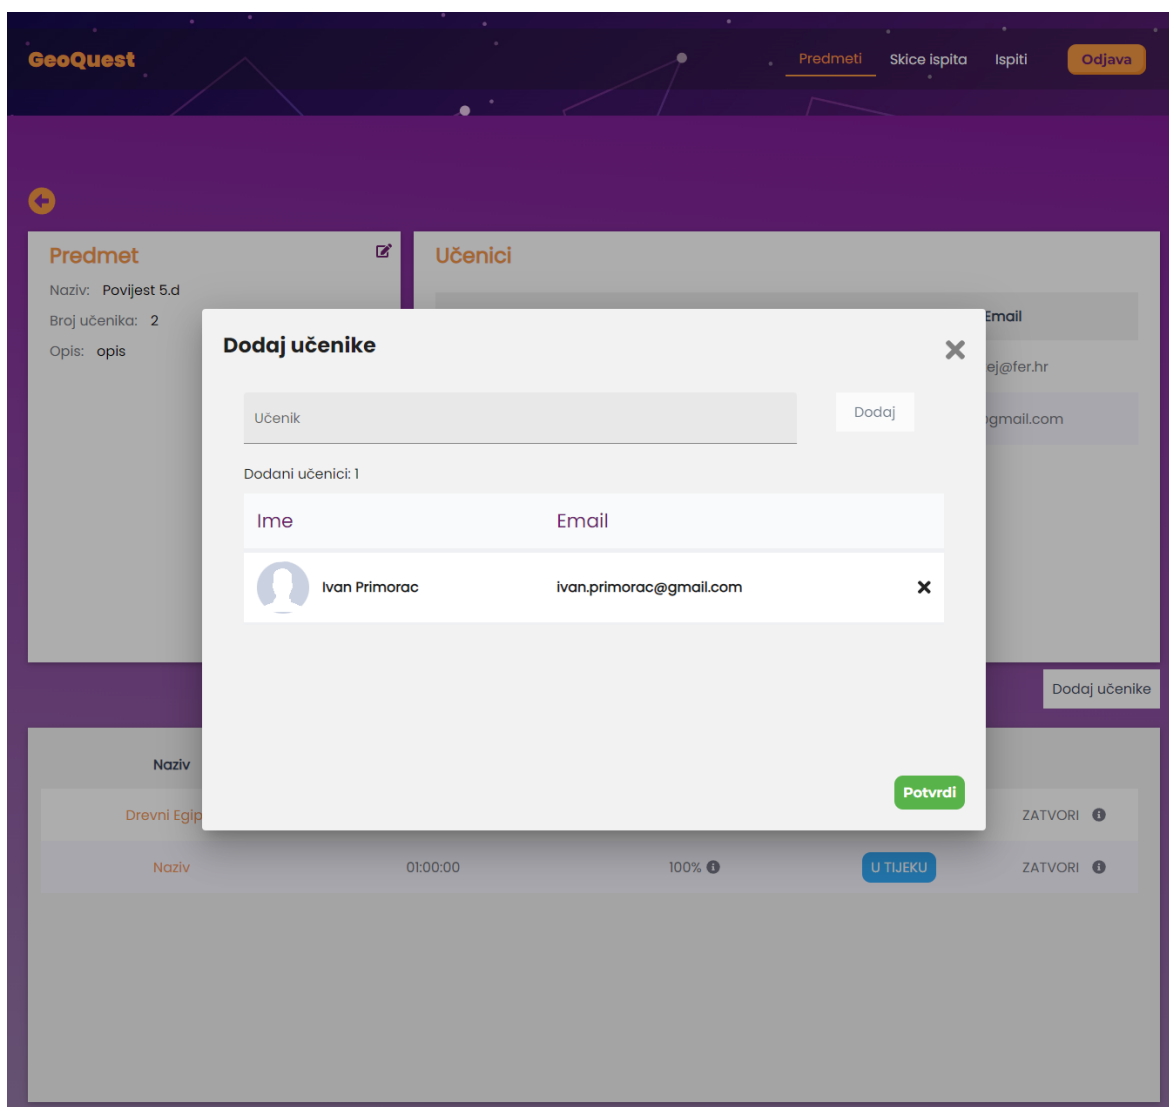 GeoQuest
Predmeti Skice ispita Ispiti Odjava
Predmet
Naziv: Povijest 5.d
Broj učenika: 2
Opis: opis
Učenici
Email
ej@fer.hr
gmail.com
Dodaj učenike
Učenik
Dodaj
Dodani učenici: 1
Ime Email
Ivan Primorac ivan.primorac@gmail.com
Potvrdi
Dodaj učenike
Naziv
Drevni Egip ZATVORI
Naziv 01:00:00 100% U TIJEKU ZATVORI